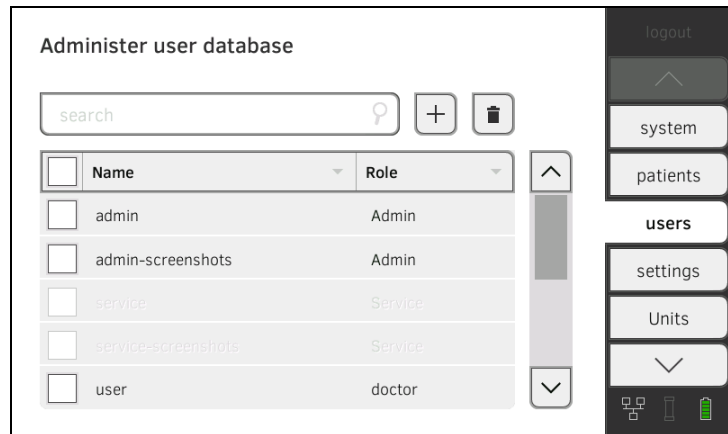 Administer user database
search
Name Role
admin Admin
admin-screenshots Admin
service Service
service-screenshots Service
user doctor
logout
system
patients
users
settings
Units